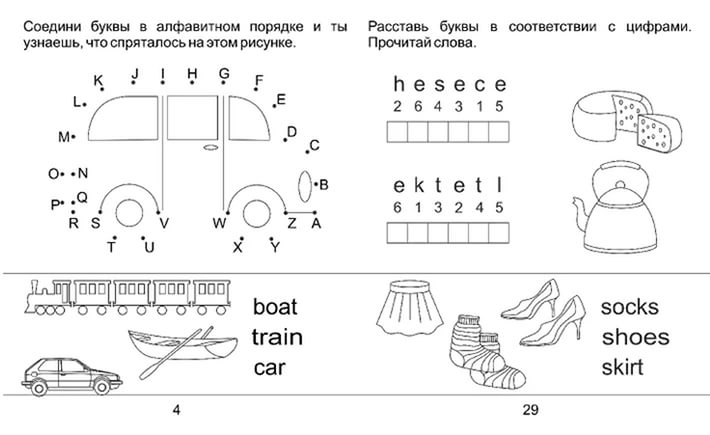 Соедини буквы в алфавитном порядке и ты
узнаешь, что спряталось на этом рисунке.
K J I H G F
L E
M D
C
O N
B
P Q
R S V W Z A
T U X Y
boat
train
car
4
Расставь буквы в соответствии с цифрами.
Прочитай слова.
h e s e c e
2 6 4 3 1 5
e k t e t l
6 1 3 2 4 5
socks
shoes
skirt
29